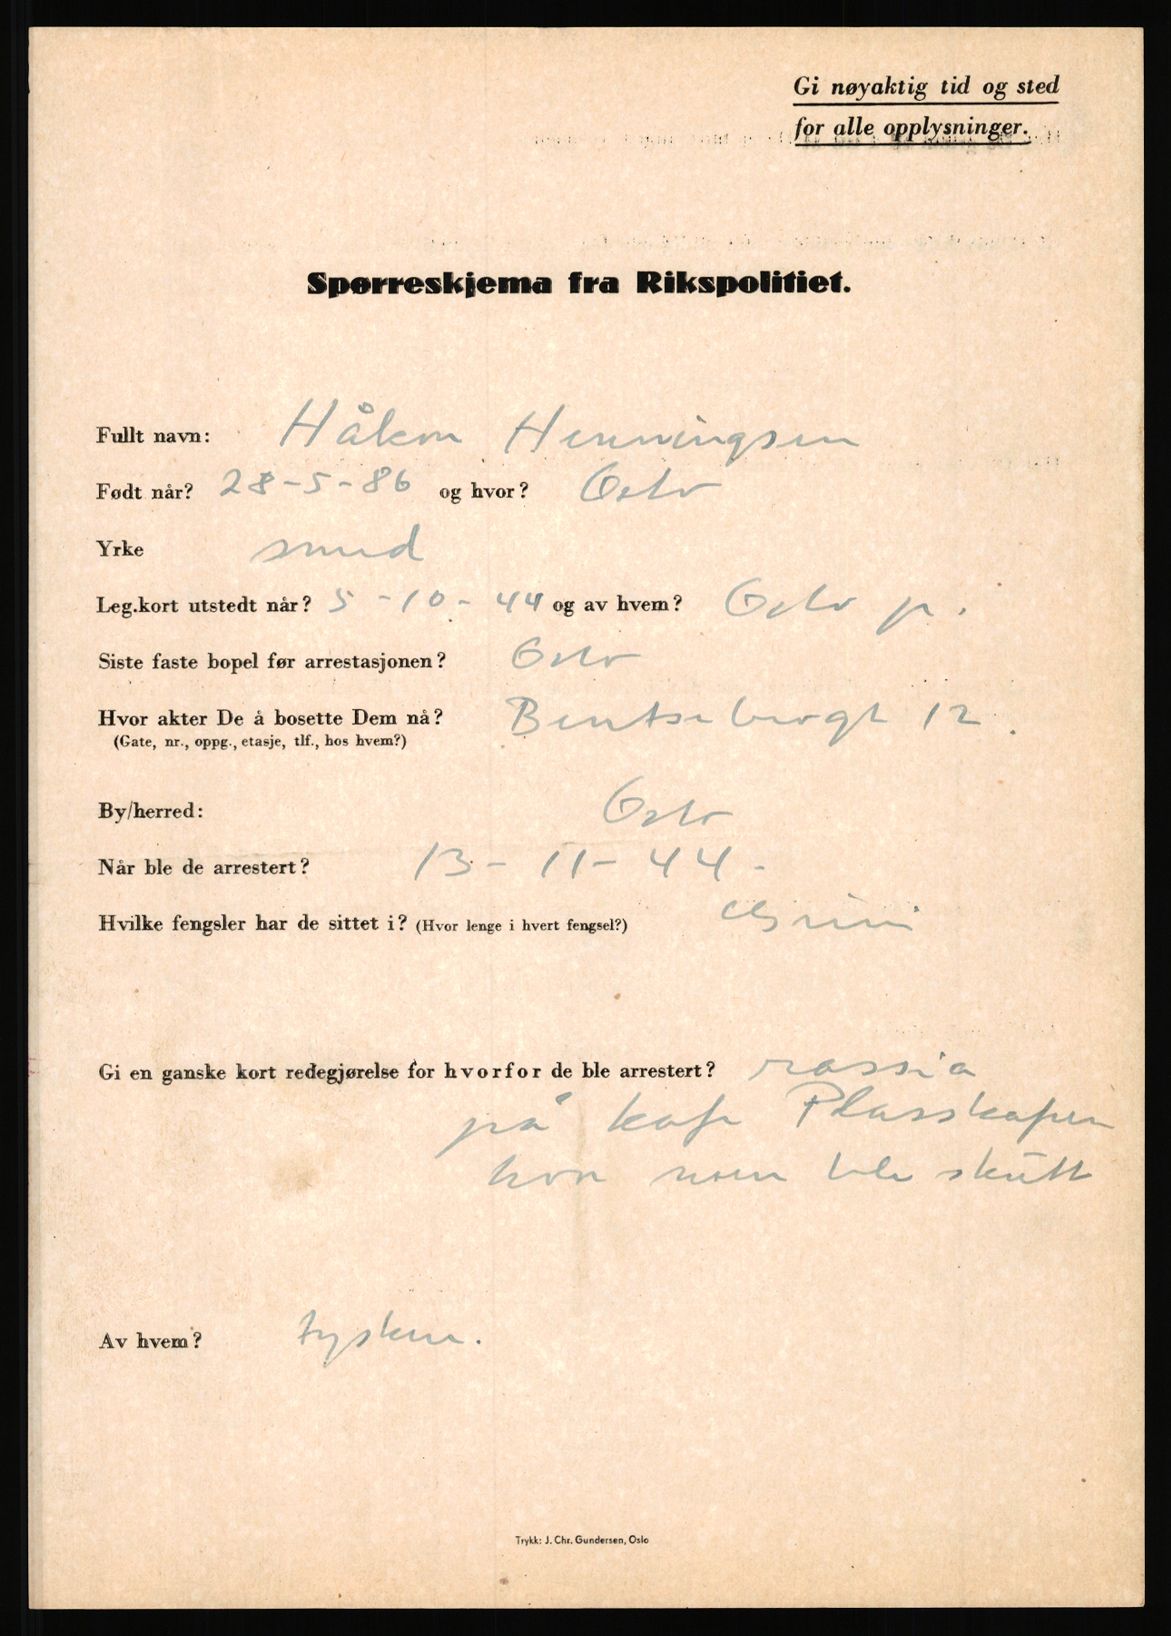 Gi nøyaktig tid og sted
for alle opplysninger.
Spørreskjema fra Rikspolitiet.
Fullt navn: Håkon Henningsen
Født når? 28-5-86 og hvor? Oslo
Yrke smed
Leg.kort utstedt når? 5-10-44 og av hvem? Oslo p.
Siste faste bopel før arrestasjonen? Oslo
Hvor akter De å bosette Dem nå? Bentsebrogt 12.
(Gate, nr., oppg., etasje, tlf., hos hvem?)
By/herred: Oslo
Når ble de arrestert? 13-11-44-
Hvilke fengsler har de sittet i? (Hvor lenge i hvert fengsel?) Grini
Gi en ganske kort redegjørelse for hvorfor de ble arrestert? rassia
på kafe Plasskafeen
hvor noen ble skutt
Av hvem? tyskere.
Trykk: J. Chr. Gundersen, Oslo